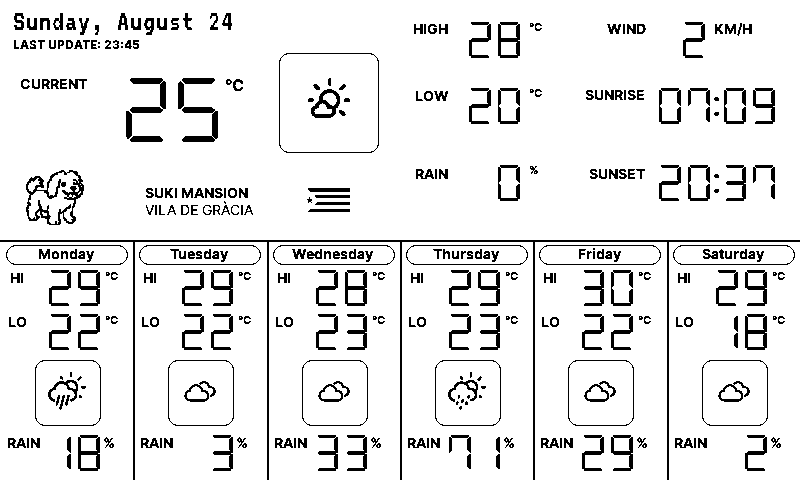 Sunday, August 24
LAST UPDATE: 23:45
CURRENT 25 °C
HIGH 28 °C
WIND 2 KM/H
LOW 20 °C
SUNRISE 07:09
RAIN 0 %
SUNSET 20:37
SUKI MANSION
VILA DE GRÀCIA
Monday
HI 29 °C
LO 22 °C
RAIN 18 %
Tuesday
HI 29 °C
LO 22 °C
RAIN 3 %
Wednesday
HI 28 °C
LO 23 °C
RAIN 33 %
Thursday
HI 29 °C
LO 23 °C
RAIN 71 %
Friday
HI 30 °C
LO 22 °C
RAIN 29 %
Saturday
HI 29 °C
LO 18 °C
RAIN 2 %